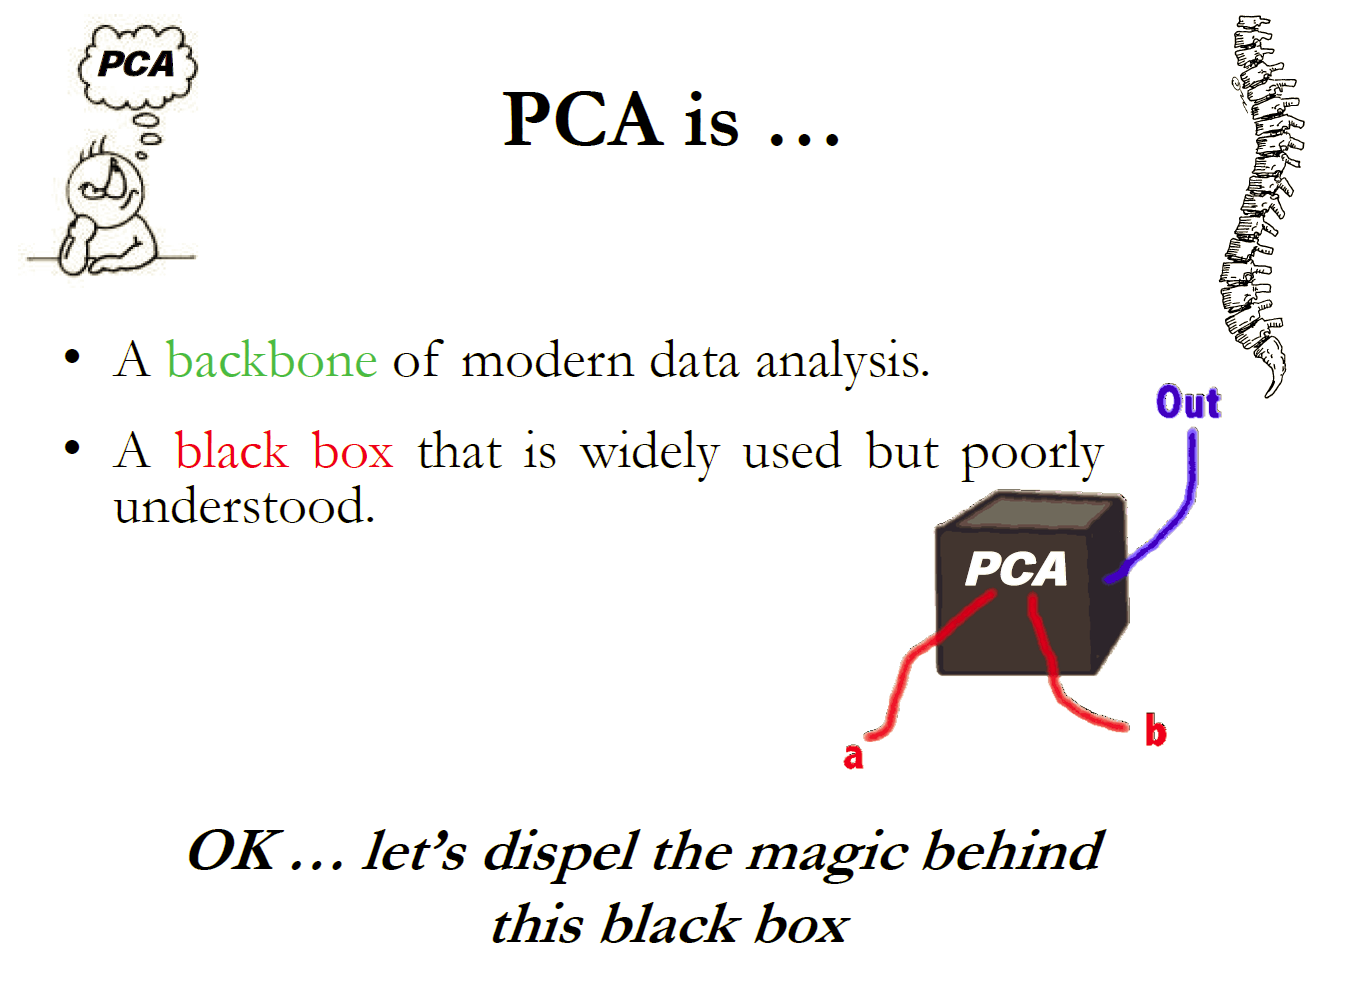 PCA
PCA is …
• A backbone of modern data analysis.
• A black box that is widely used but poorly
understood.
Out
PCA
a
b
OK … let’s dispel the magic behind
this black box